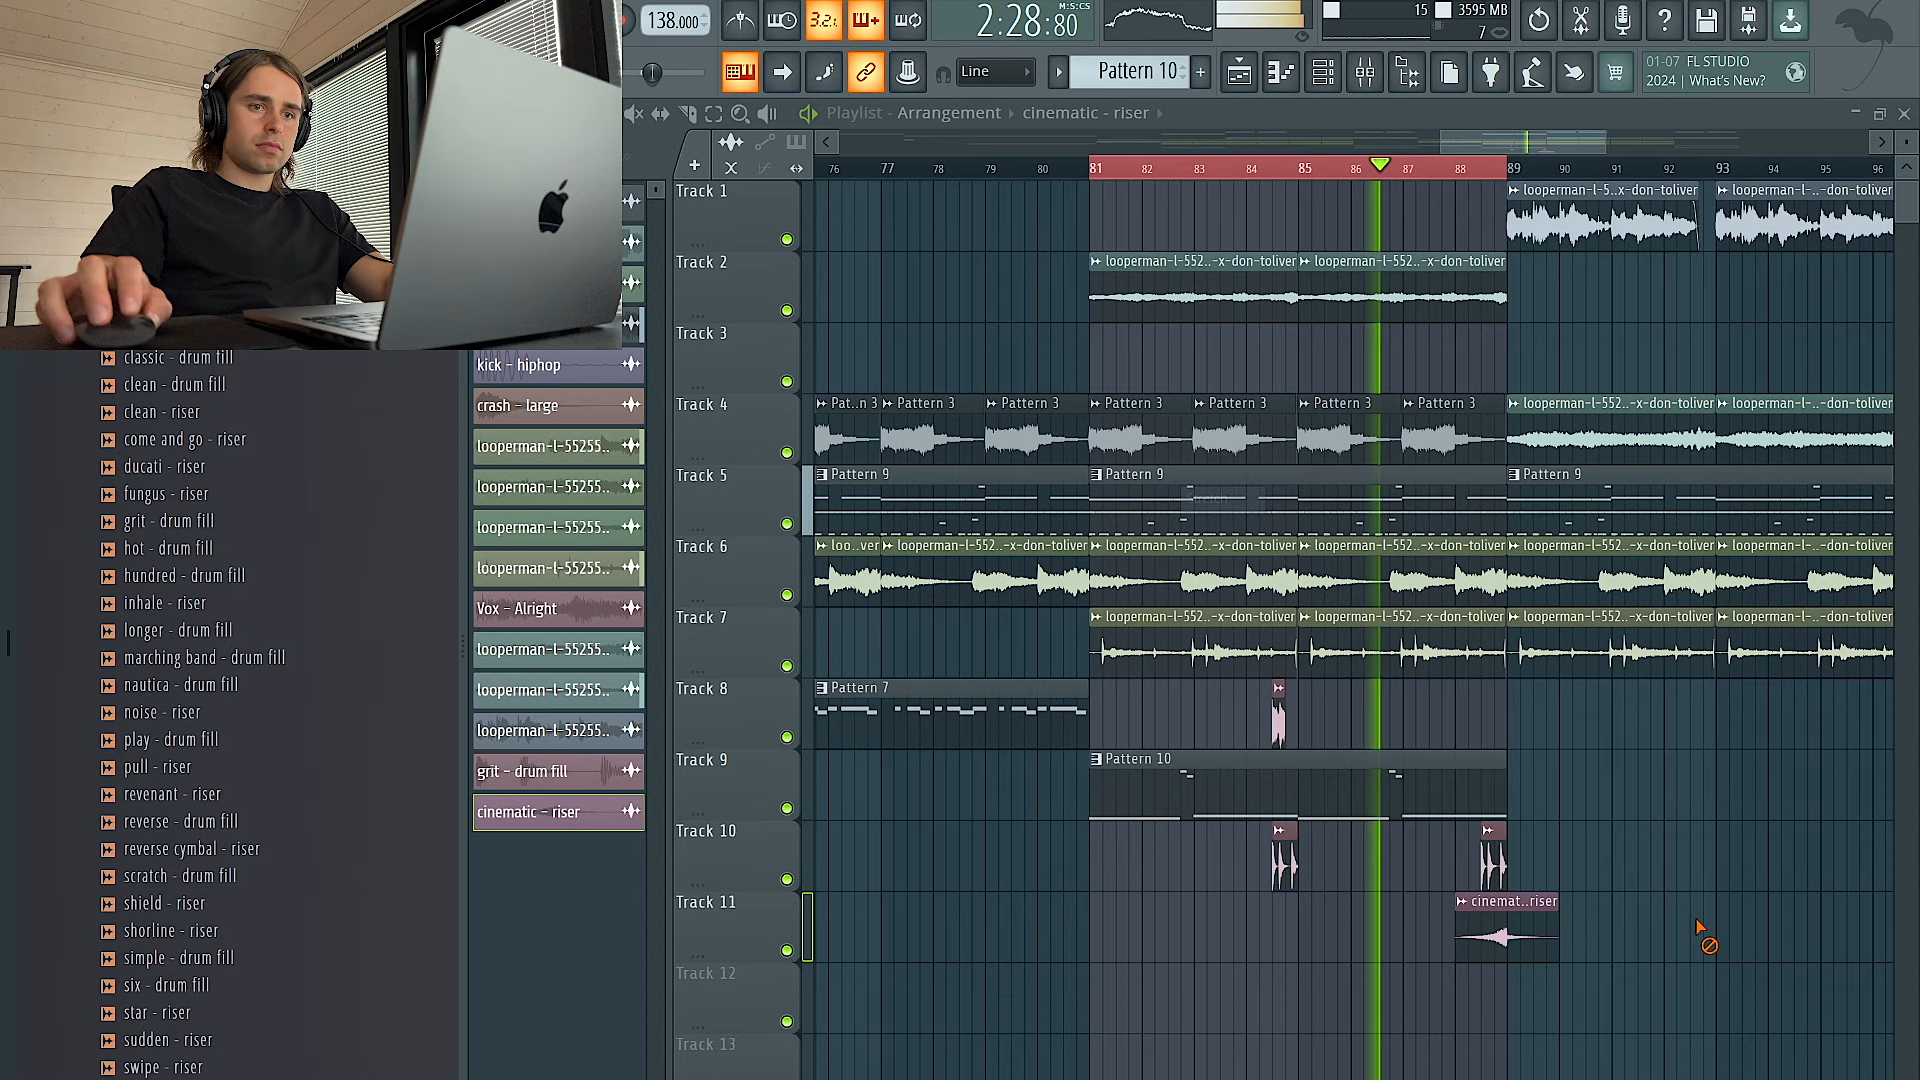 138.000
3.2.
2:28:80
M:S:CS
15
3595 MB
7
Line
Pattern 10
01-07 FL STUDIO
2024 | What's New?
Playlist - Arrangement
cinematic - riser
76 77 78 79 80 81 82 83 84 85 86 87 88 89 90 91 92 93 94 95 96
Track 1
looperman-l-5..x-don-toliver
looperman-l-..-x-don-toliver
Track 2
looperman-l-552..-x-don-toliver
looperman-l-552..-x-don-toliver
Track 3
Track 4
Pat..n 3
Pattern 3
Pattern 3
Pattern 3
Pattern 3
Pattern 3
Pattern 3
looperman-l-552..-x-don-toliver
looperman-l-..-x-don-toliver
Track 5
Pattern 9
Pattern 9
Pattern 9
Stretch
Track 6
loo..ver
looperman-l-552..-x-don-toliver
looperman-l-552..-x-don-toliver
looperman-l-552..-x-don-toliver
looperman-l-552..-x-don-toliver
looperman-l-..-x-don-toliver
Track 7
looperman-l-552..-x-don-toliver
looperman-l-552..-x-don-toliver
looperman-l-552..-x-don-toliver
looperman-l-..-x-don-toliver
Track 8
Pattern 7
Track 9
Pattern 10
Track 10
Track 11
cinemat..riser
Track 12
Track 13
kick - hiphop
crash - large
looperman-l-55255..
looperman-l-55255..
looperman-l-55255..
looperman-l-55255..
Vox - Alright
looperman-l-55255..
looperman-l-55255..
looperman-l-55255..
grit - drum fill
cinematic - riser
classic - drum fill
clean - drum fill
clean - riser
come and go - riser
ducati - riser
fungus - riser
grit - drum fill
hot - drum fill
hundred - drum fill
inhale - riser
longer - drum fill
marching band - drum fill
nautica - drum fill
noise - riser
play - drum fill
pull - riser
revenant - riser
reverse - drum fill
reverse cymbal - riser
scratch - drum fill
shield - riser
shorline - riser
simple - drum fill
six - drum fill
star - riser
sudden - riser
swipe - riser